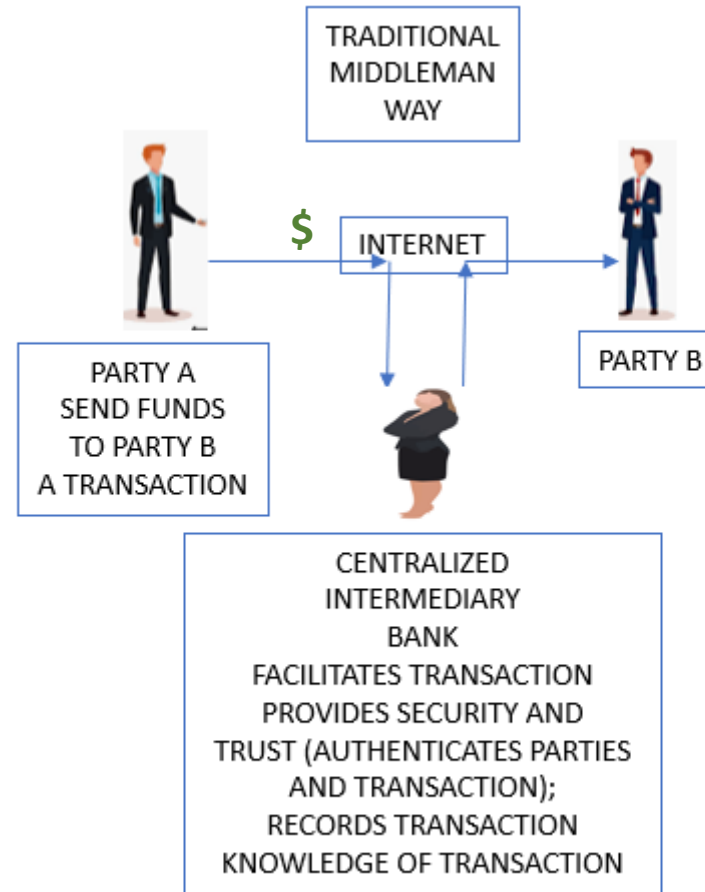 TRADITIONAL
MIDDLEMAN
WAY
$
INTERNET
PARTY A
SEND FUNDS
TO PARTY B
A TRANSACTION
PARTY B
CENTRALIZED
INTERMEDIARY
BANK
FACILITATES TRANSACTION
PROVIDES SECURITY AND
TRUST (AUTHENTICATES PARTIES
AND TRANSACTION);
RECORDS TRANSACTION
KNOWLEDGE OF TRANSACTION